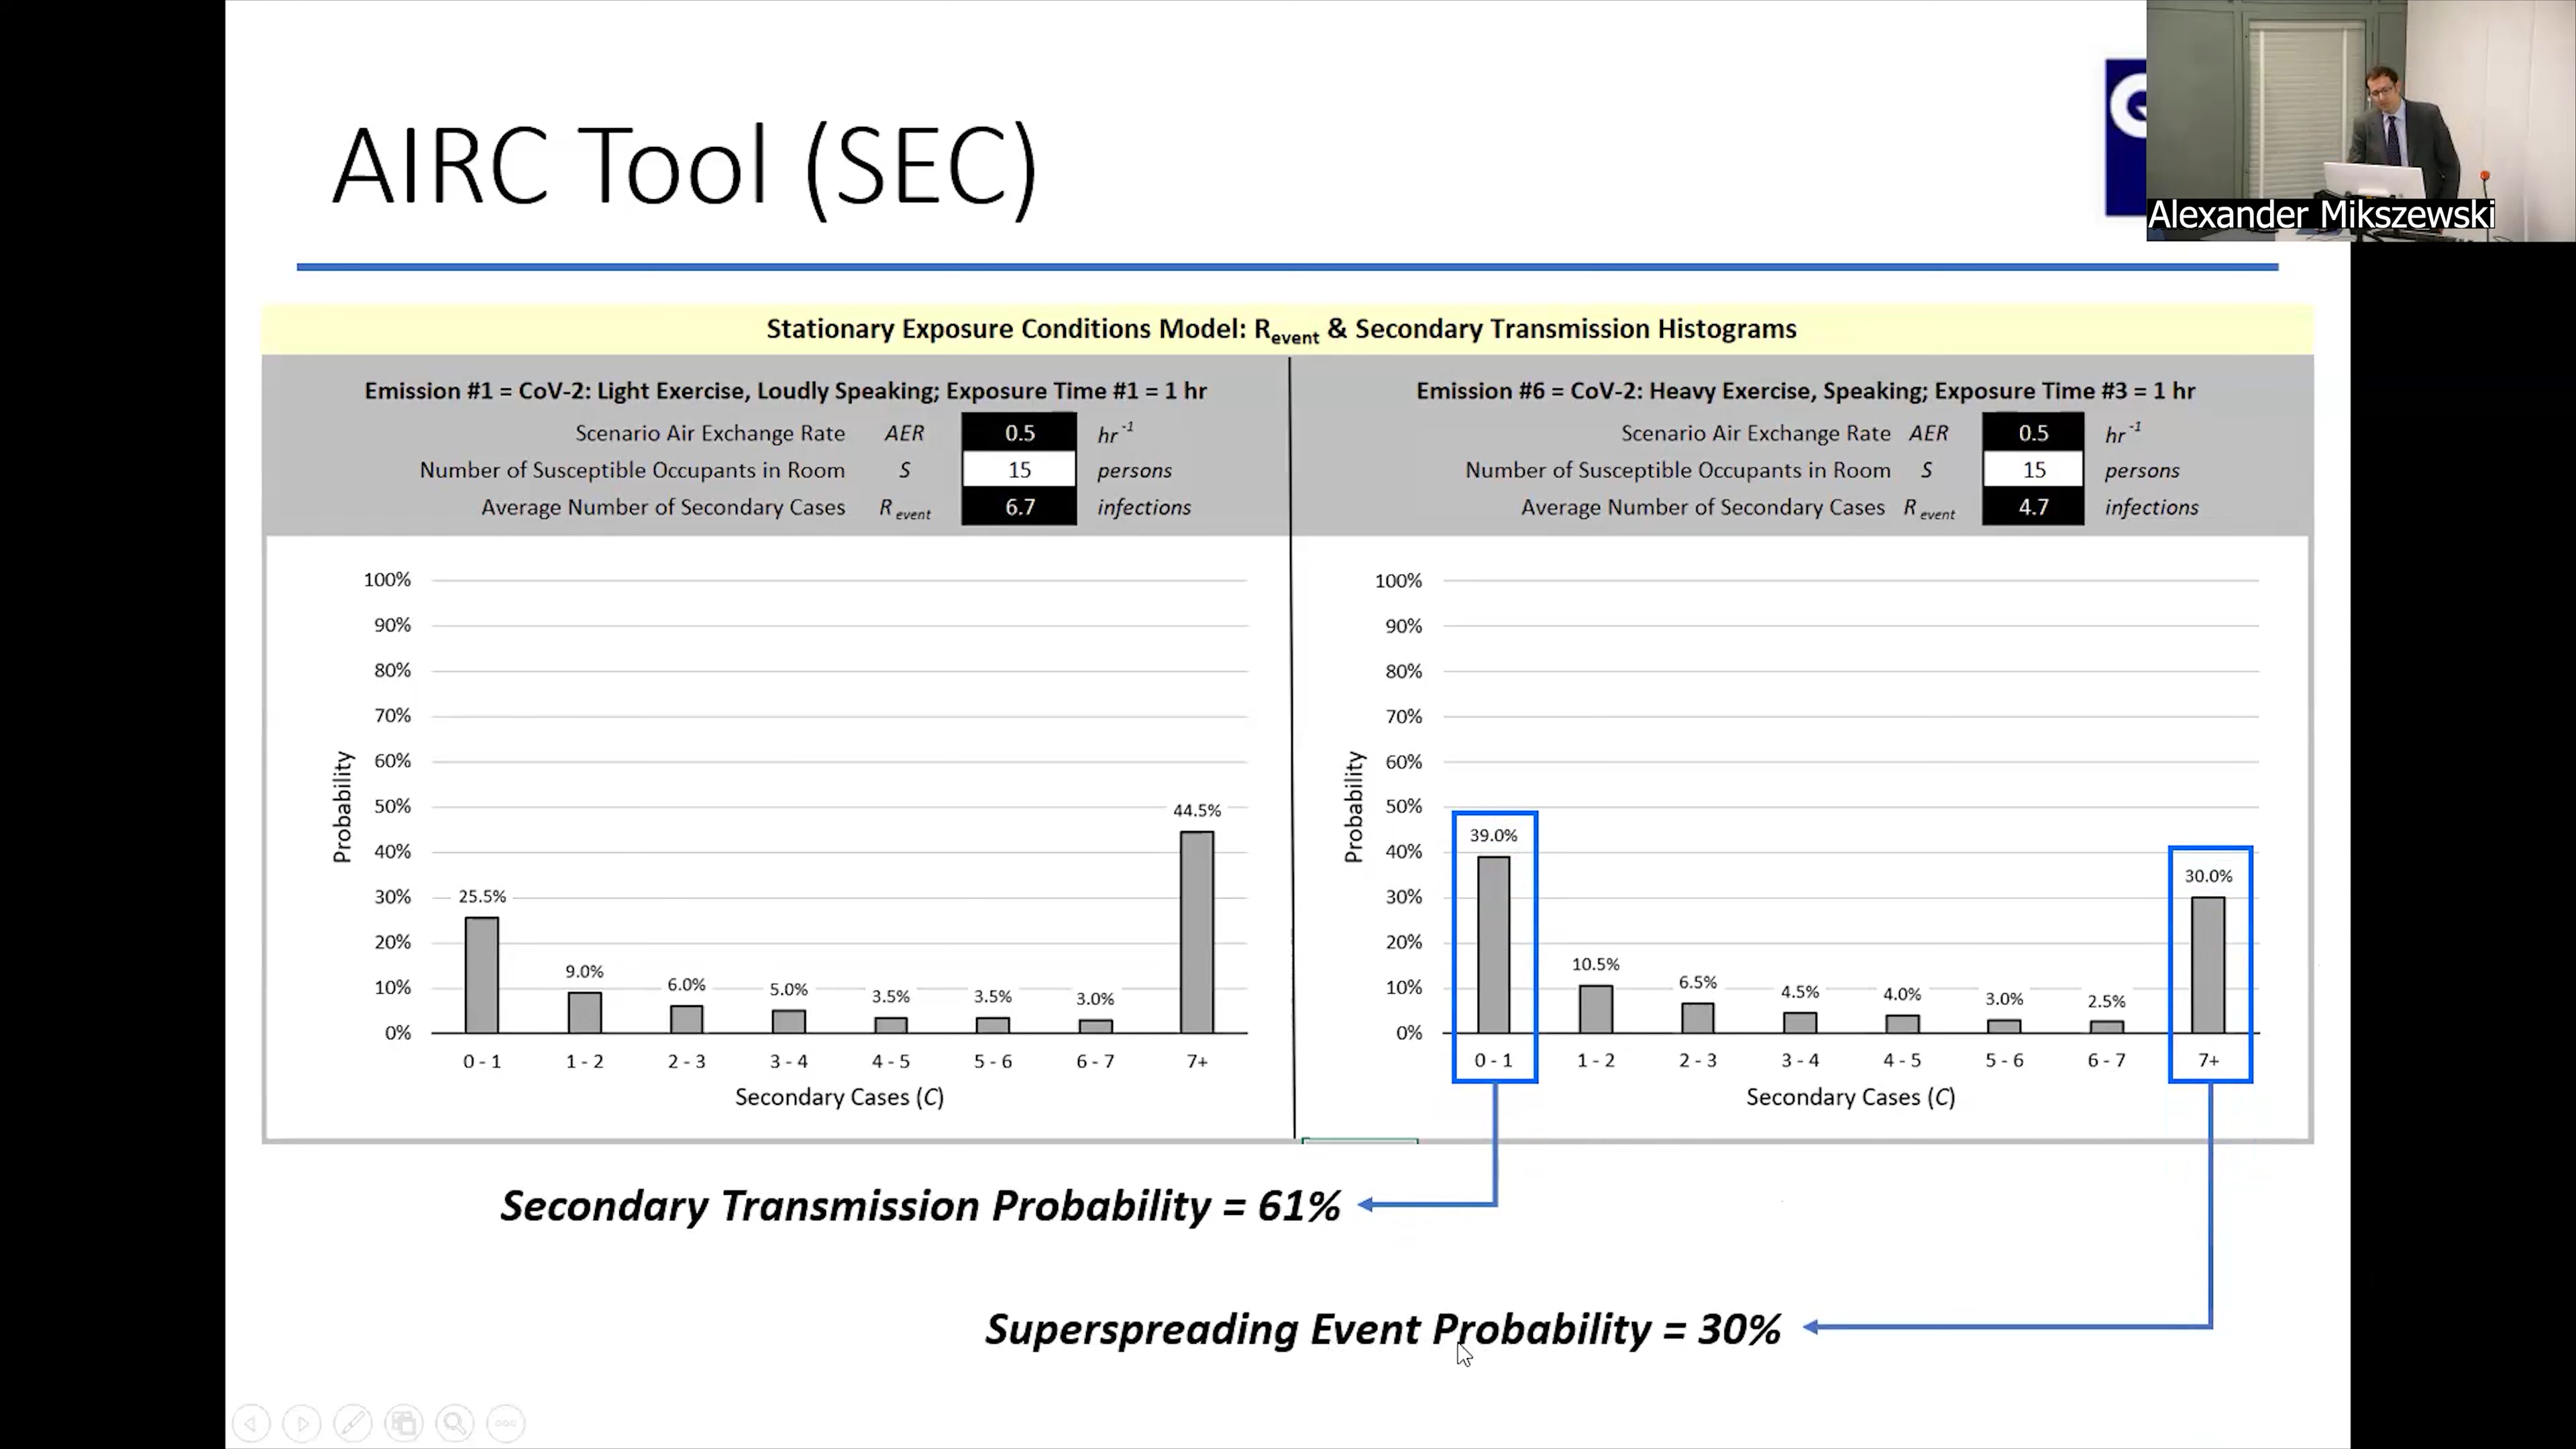 AIRC Tool (SEC)
Alexander Mikszewski
Stationary Exposure Conditions Model: Revent & Secondary Transmission Histograms
Emission #1 = CoV-2: Light Exercise, Loudly Speaking; Exposure Time #1 = 1 hr
Scenario Air Exchange Rate AER 0.5 hr-1
Number of Susceptible Occupants in Room S 15 persons
Average Number of Secondary Cases R event 6.7 infections
100%
90%
80%
70%
60%
50%
40%
30%
20%
10%
0%
Probability
25.5%
9.0%
6.0%
5.0%
3.5%
3.5%
3.0%
44.5%
0 - 1
1 - 2
2 - 3
3 - 4
4 - 5
5 - 6
6 - 7
7+
Secondary Cases (C)
Emission #6 = CoV-2: Heavy Exercise, Speaking; Exposure Time #3 = 1 hr
Scenario Air Exchange Rate AER 0.5 hr-1
Number of Susceptible Occupants in Room S 15 persons
Average Number of Secondary Cases R event 4.7 infections
100%
90%
80%
70%
60%
50%
40%
30%
20%
10%
0%
Probability
39.0%
10.5%
6.5%
4.5%
4.0%
3.0%
2.5%
30.0%
0 - 1
1 - 2
2 - 3
3 - 4
4 - 5
5 - 6
6 - 7
7+
Secondary Cases (C)
Secondary Transmission Probability = 61%
Superspreading Event Probability = 30%